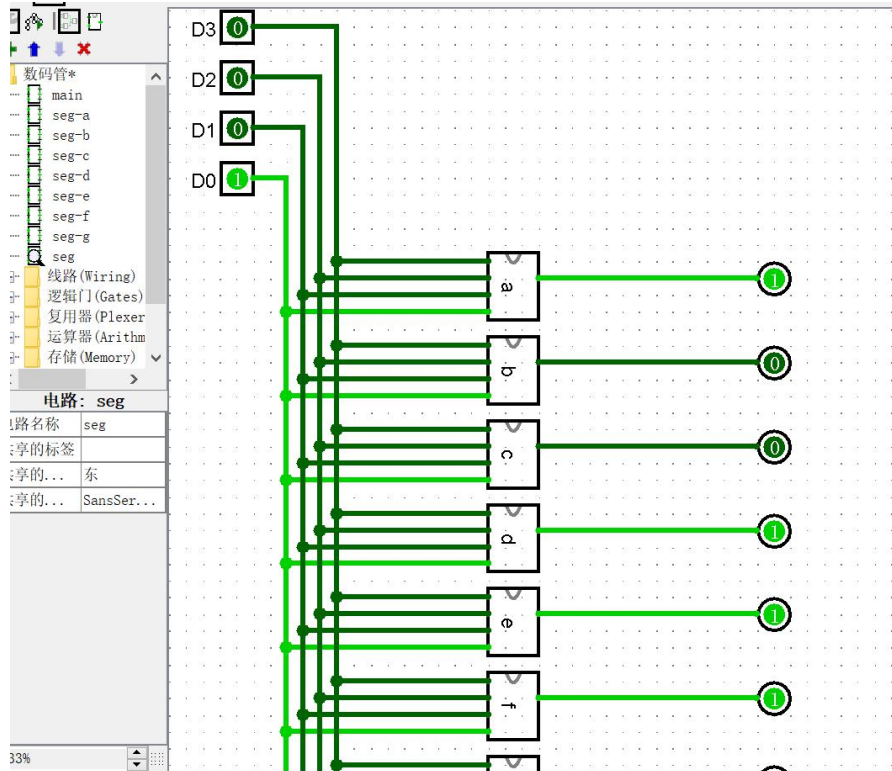 数码管*
main
seg-a
seg-b
seg-c
seg-d
seg-e
seg-f
seg-g
seg
线路(Wiring)
逻辑门(Gates)
复用器(Plexer
运算器(Arithm
存储(Memory)
电路: seg
路名称 seg
享的标签
享的... 东
享的... SansSer...
33%
D3 0
D2 0
D1 0
D0 1
a 1
b 0
c 0
d 1
e 1
f 1